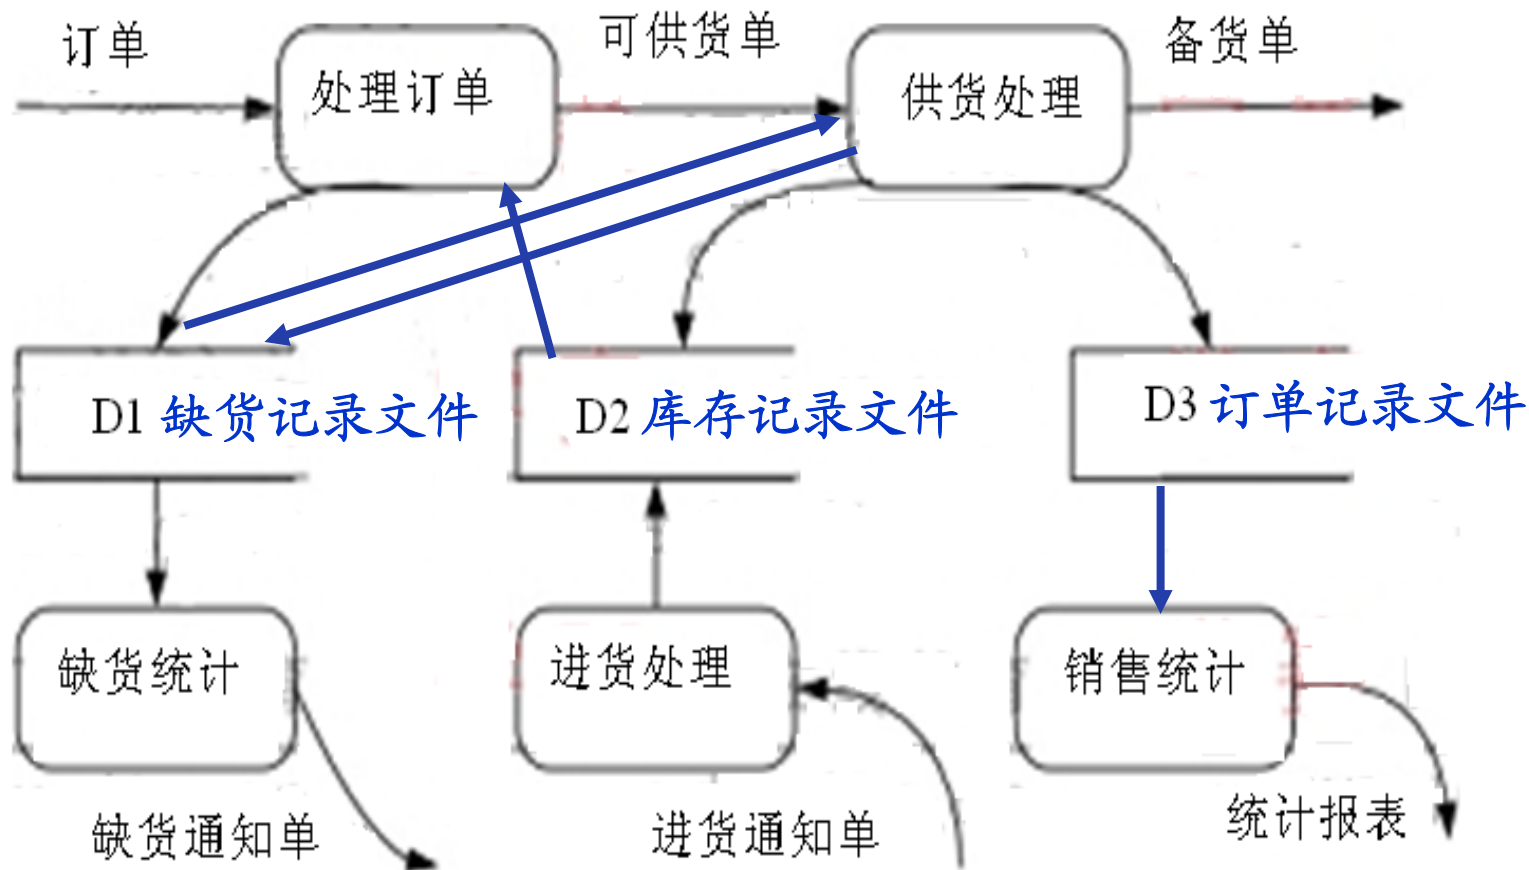 订单
可供货单
备货单
处理订单
供货处理
D1 缺货记录文件
D2 库存记录文件
D3 订单记录文件
缺货统计
进货处理
销售统计
缺货通知单
进货通知单
统计报表